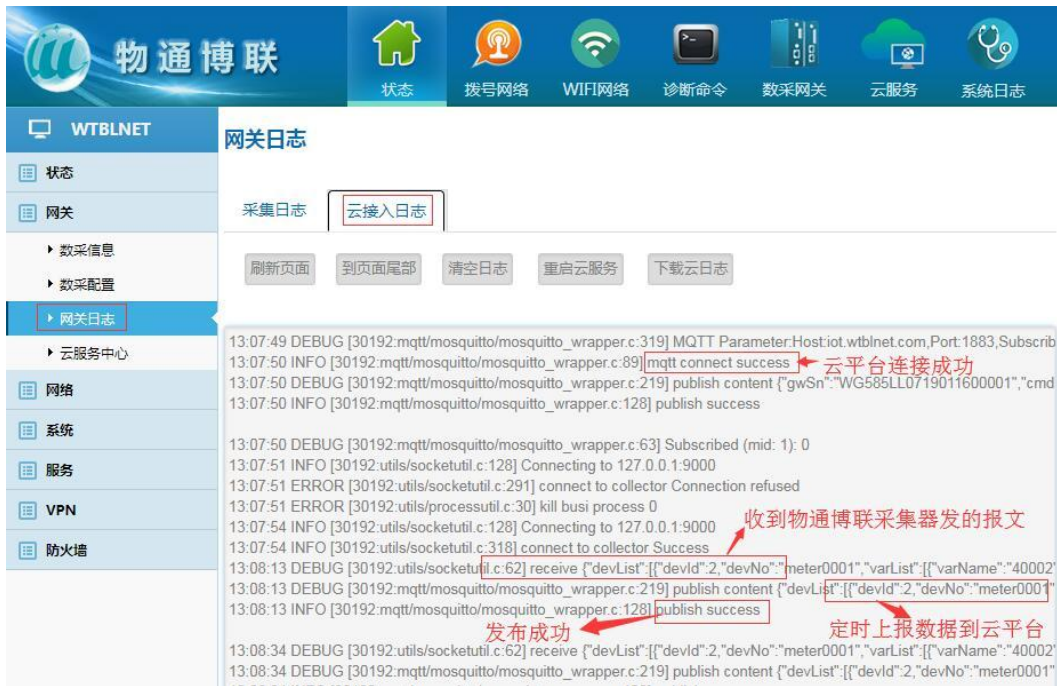 物通博联
状态
拨号网络
WIFI网络
诊断命令
数采网关
云服务
系统日志
WTBLNET
状态
网关
数采信息
数采配置
网关日志
云服务中心
网络
系统
服务
VPN
防火墙
网关日志
采集日志
云接入日志
刷新页面
到页面尾部
清空日志
重启云服务
下载云日志
13:07:49 DEBUG [30192:mqtt/mosquitto/mosquitto_wrapper.c:319] MQTT Parameter:Host:iot.wtblnet.com,Port:1883,Subscrib
13:07:50 INFO [30192:mqtt/mosquitto/mosquitto_wrapper.c:89] mqtt connect success
云平台连接成功
13:07:50 DEBUG [30192:mqtt/mosquitto/mosquitto_wrapper.c:219] publish content {"gwSn":"WG585LL0719011600001","cmd
13:07:50 INFO [30192:mqtt/mosquitto/mosquitto_wrapper.c:128] publish success
13:07:50 DEBUG [30192:mqtt/mosquitto/mosquitto_wrapper.c:63] Subscribed (mid: 1): 0
13:07:51 INFO [30192:utils/socketutil.c:128] Connecting to 127.0.0.1:9000
13:07:51 ERROR [30192:utils/socketutil.c:291] connect to collector Connection refused
13:07:51 ERROR [30192:utils/processutil.c:30] kill busi process 0
收到物通博联采集器发的报文
13:07:54 INFO [30192:utils/socketutil.c:128] Connecting to 127.0.0.1:9000
13:07:54 INFO [30192:utils/socketutil.c:318] connect to collector Success
13:08:13 DEBUG [30192:utils/socketutil.c:62] receive {"devList":[{"devId":2,"devNo":"meter0001","varList":[{"varName":"40002"
13:08:13 DEBUG [30192:mqtt/mosquitto/mosquitto_wrapper.c:219] publish content {"devList":[{"devId":2,"devNo":"meter0001"
13:08:13 INFO [30192:mqtt/mosquitto/mosquitto_wrapper.c:128] publish success
发布成功
定时上报数据到云平台
13:08:34 DEBUG [30192:utils/socketutil.c:62] receive {"devList":[{"devId":2,"devNo":"meter0001","varList":[{"varName":"40002"
13:08:34 DEBUG [30192:mqtt/mosquitto/mosquitto_wrapper.c:219] publish content {"devList":[{"devId":2,"devNo":"meter0001"